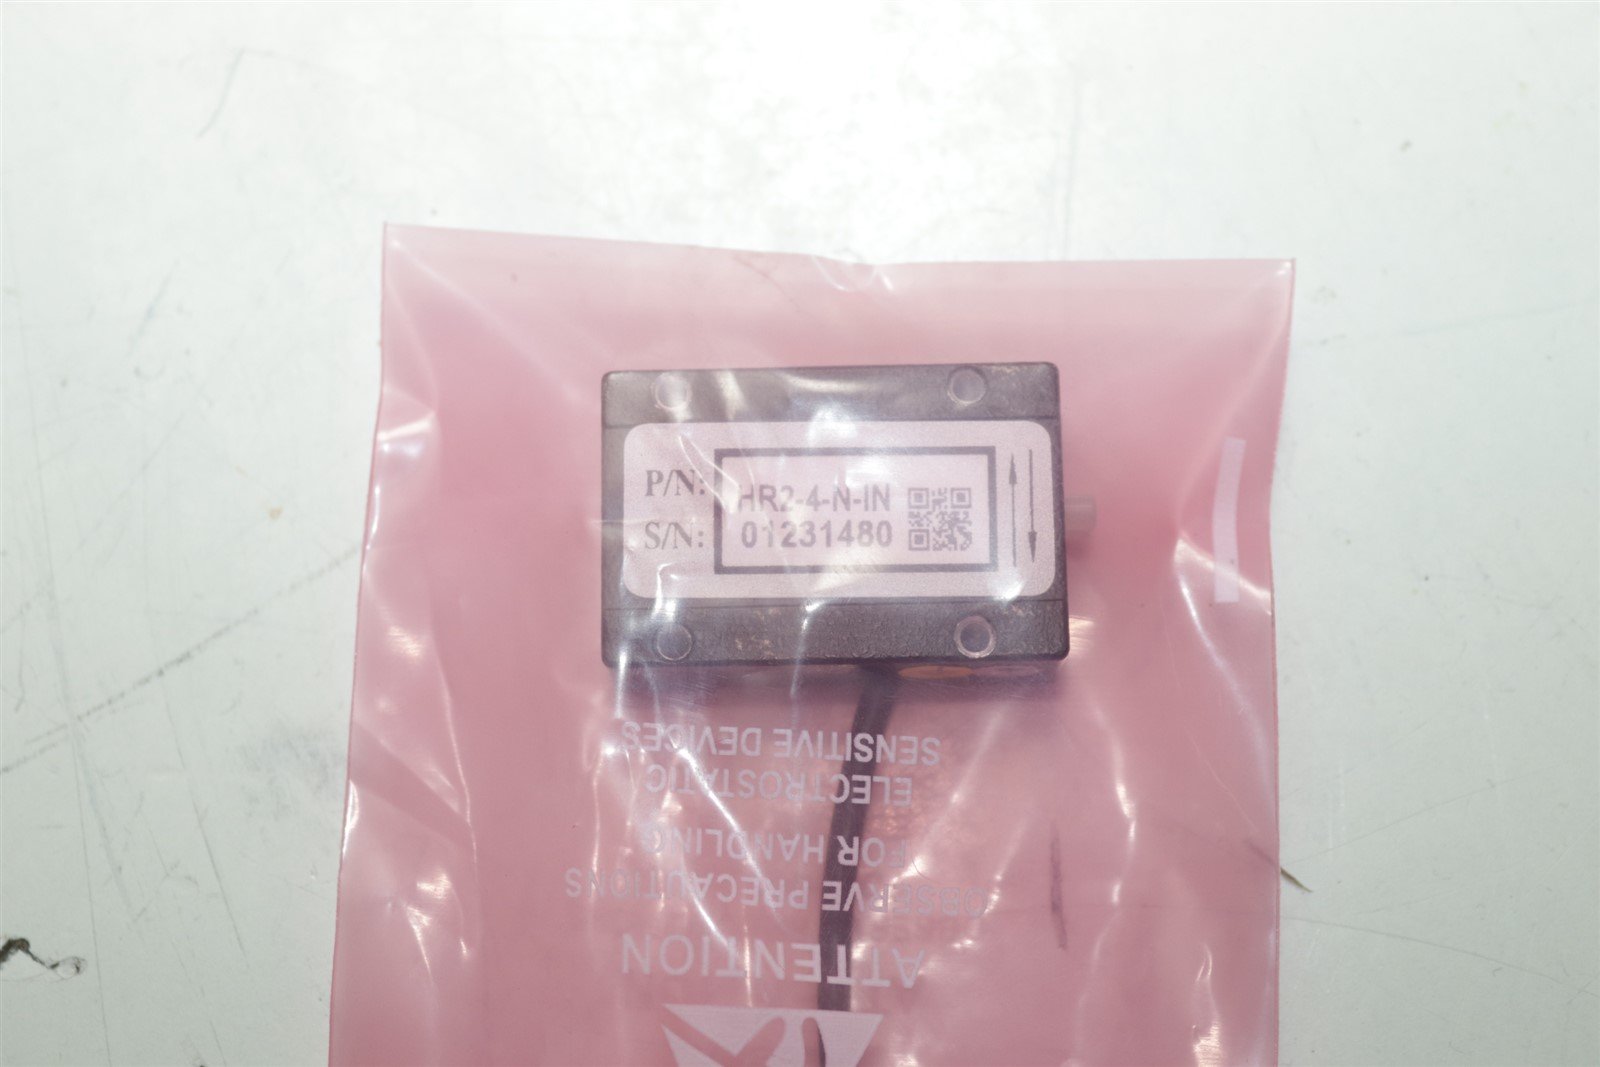 P/N: HR2-4-N-IN
S/N: 01231480
ATTENTION
OBSERVE PRECAUTIONS
FOR HANDLING
ELECTROSTATIC
SENSITIVE DEVICES